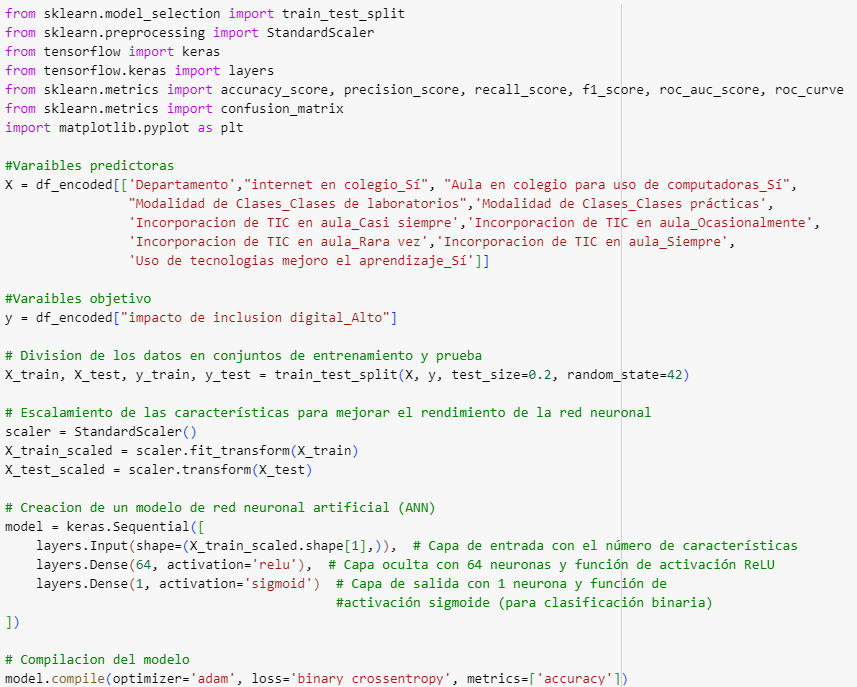 from sklearn.model_selection import train_test_split
from sklearn.preprocessing import StandardScaler
from tensorflow import keras
from tensorflow.keras import layers
from sklearn.metrics import accuracy_score, precision_score, recall_score, f1_score, roc_auc_score, roc_curve
from sklearn.metrics import confusion_matrix
import matplotlib.pyplot as plt

#Varaibles predictoras
X = df_encoded[['Departamento',"internet en colegio_Sí", "Aula en colegio para uso de computadoras_Sí",
                "Modalidad de Clases_Clases de laboratorios",'Modalidad de Clases_Clases prácticas',
                'Incorporacion de TIC en aula_Casi siempre','Incorporacion de TIC en aula_Ocasionalmente',
                'Incorporacion de TIC en aula_Rara vez','Incorporacion de TIC en aula_Siempre',
                'Uso de tecnologias mejoro el aprendizaje_Sí']]

#Varaibles objetivo
y = df_encoded["impacto de inclusion digital_Alto"]

# Division de los datos en conjuntos de entrenamiento y prueba
X_train, X_test, y_train, y_test = train_test_split(X, y, test_size=0.2, random_state=42)

# Escalamiento de las características para mejorar el rendimiento de la red neuronal
scaler = StandardScaler()
X_train_scaled = scaler.fit_transform(X_train)
X_test_scaled = scaler.transform(X_test)

# Creacion de un modelo de red neuronal artificial (ANN)
model = keras.Sequential([
    layers.Input(shape=(X_train_scaled.shape[1],)),  # Capa de entrada con el número de características
    layers.Dense(64, activation='relu'),  # Capa oculta con 64 neuronas y función de activación ReLU
    layers.Dense(1, activation='sigmoid')  # Capa de salida con 1 neurona y función de
                                           #activación sigmoide (para clasificación binaria)
])

# Compilacion del modelo
model.compile(optimizer='adam', loss='binary_crossentropy', metrics=['accuracy'])